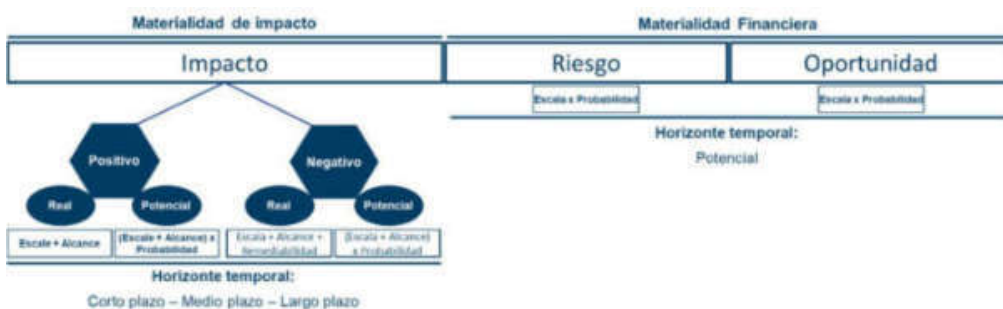 Materialidad de impacto
Materialidad Financiera
Impacto
Riesgo
Oportunidad
Escala x Probabilidad
Escala x Probabilidad
Horizonte temporal:
Potencial
Positivo
Negativo
Real
Potencial
Real
Potencial
Escale + Alcance
(Escale + Alcance) x
Probabilidad
Escala + Alcance +
Remediabilidad
(Escala + Alcance)
x Probabilidad
Horizonte temporal:
Corto plazo – Medio plazo – Largo plazo